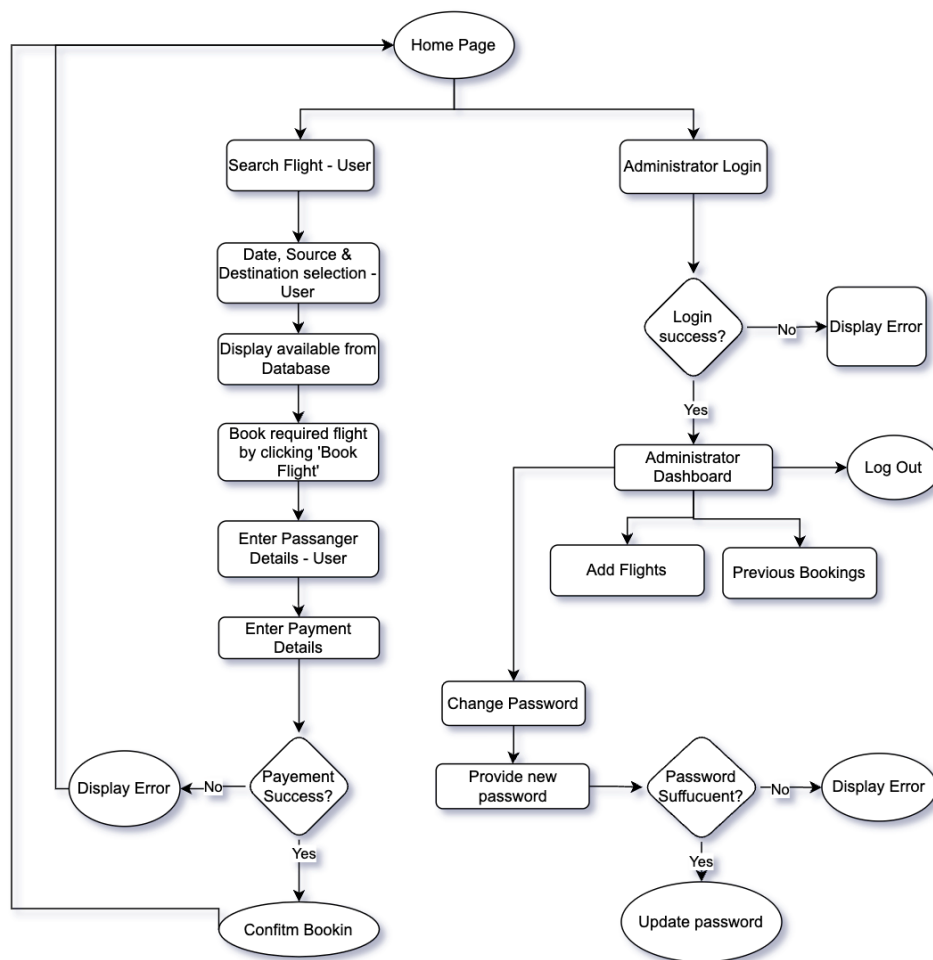 Home Page
Search Flight - User
Administrator Login
Date, Source &
Destination selection -
User
Login
success?
No
Display Error
Display available from
Database
Yes
Book required flight
by clicking 'Book
Flight'
Administrator
Dashboard
Log Out
Enter Passanger
Details - User
Add Flights
Previous Bookings
Enter Payment
Details
Change Password
Display Error
No
Payement
Success?
Provide new
password
Password
Suffucuent?
No
Display Error
Yes
Yes
Confitm Bookin
Update password